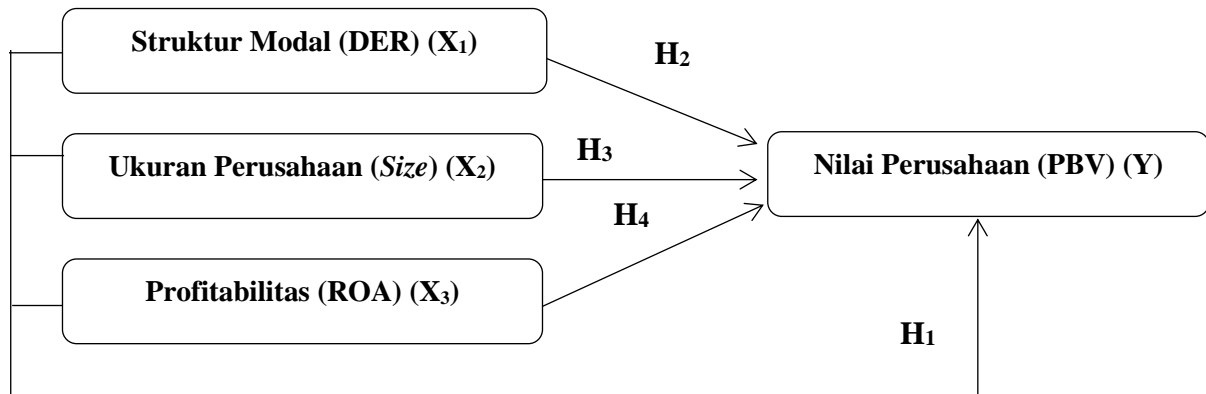 Struktur Modal (DER) (X₁)
H₂
Ukuran Perusahaan (Size) (X₂)
H₃
Nilai Perusahaan (PBV) (Y)
H₄
Profitabilitas (ROA) (X₃)
H₁